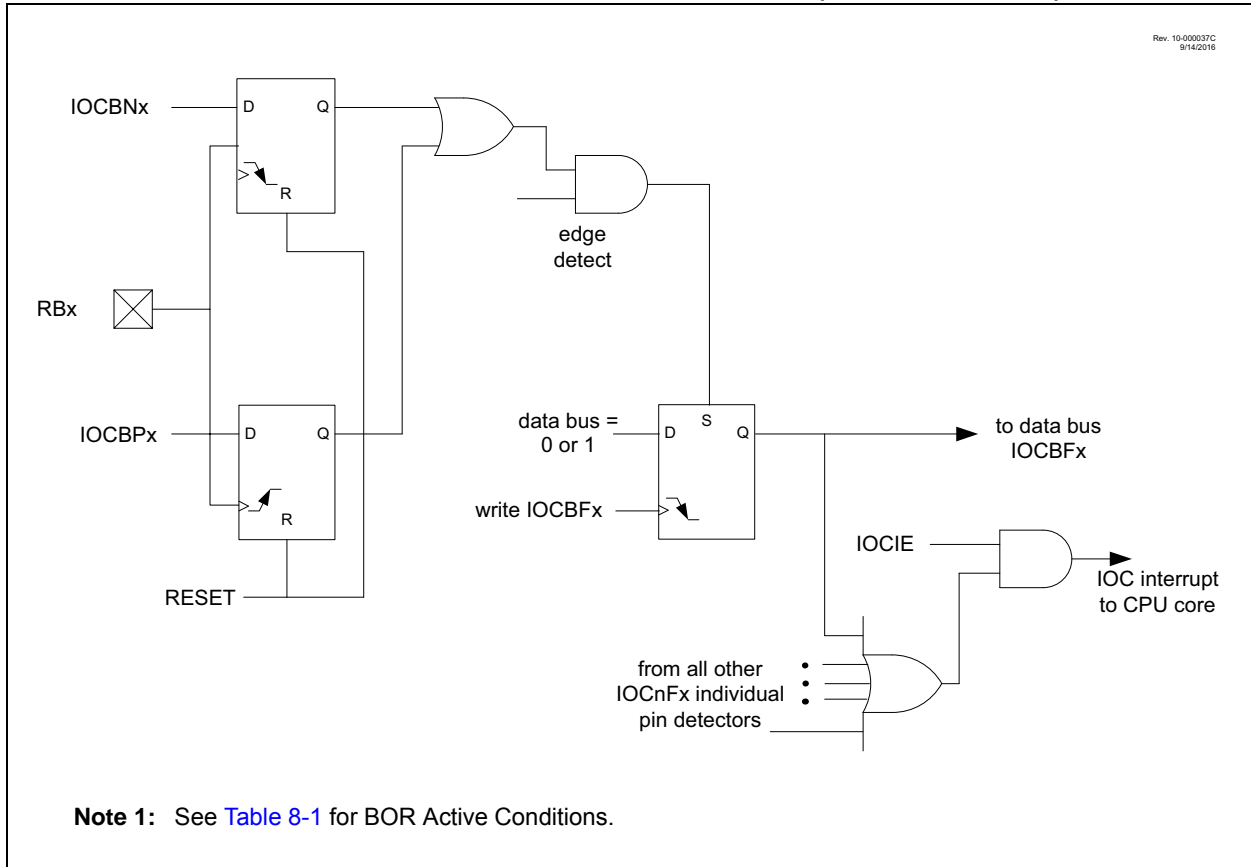 Rev. 10-000037C
9/14/2016
IOCBNx
D
Q
R
edge
detect
RBx
IOCBPx
D
Q
R
RESET
data bus =
0 or 1
S
D
Q
write IOCBFx
to data bus
IOCBFx
IOCIE
IOC interrupt
to CPU core
from all other
IOCnFx individual
pin detectors
Note 1: See Table 8-1 for BOR Active Conditions.